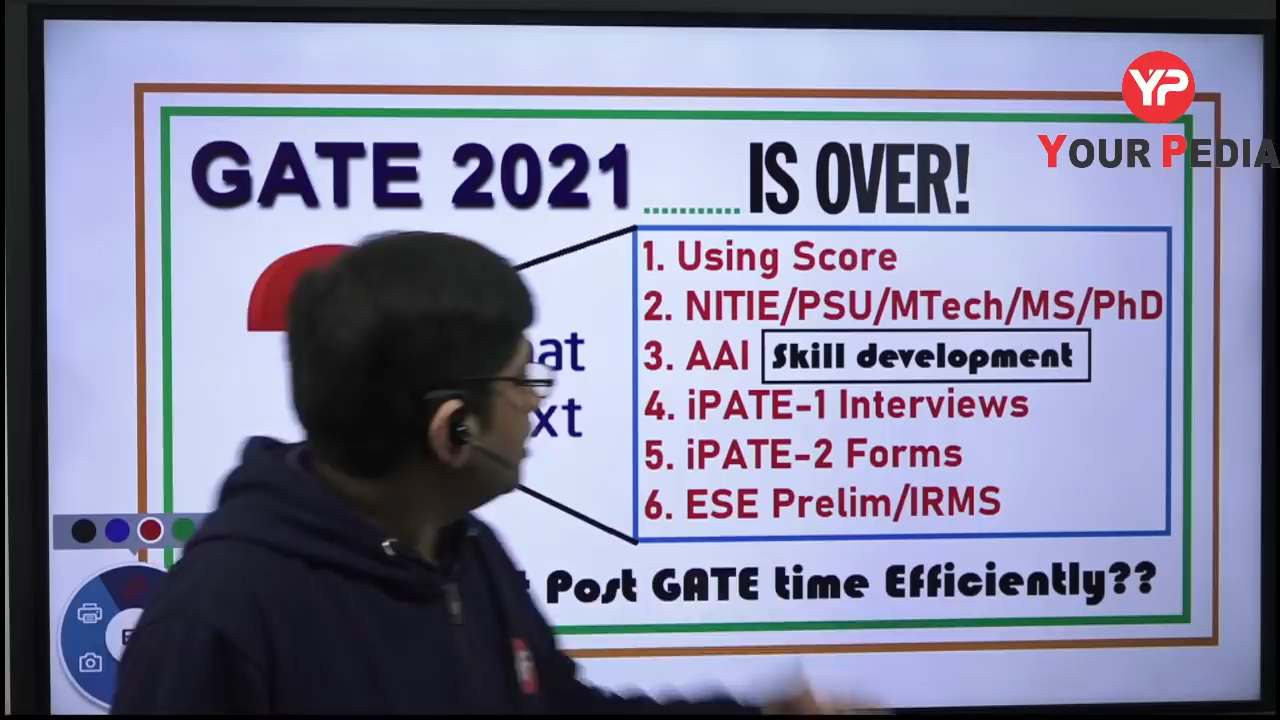 YP
YOUR PEDIA
GATE 2021 .......... IS OVER!
1. Using Score
2. NITIE/PSU/MTech/MS/PhD
3. AAI Skill development
4. iPATE-1 Interviews
5. iPATE-2 Forms
6. ESE Prelim/IRMS
Post GATE time Efficiently??